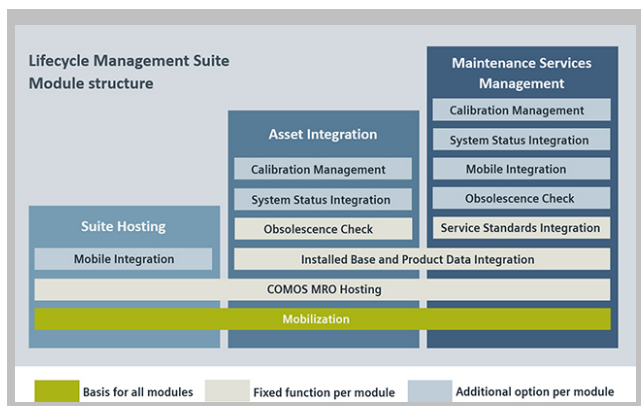 Lifecycle Management Suite
Module structure
Maintenance Services
Management
Calibration Management
System Status Integration
Mobile Integration
Obsolescence Check
Service Standards Integration
Asset Integration
Calibration Management
System Status Integration
Obsolescence Check
Installed Base and Product Data Integration
Suite Hosting
Mobile Integration
COMOS MRO Hosting
Mobilization
Basis for all modules
Fixed function per module
Additional option per module